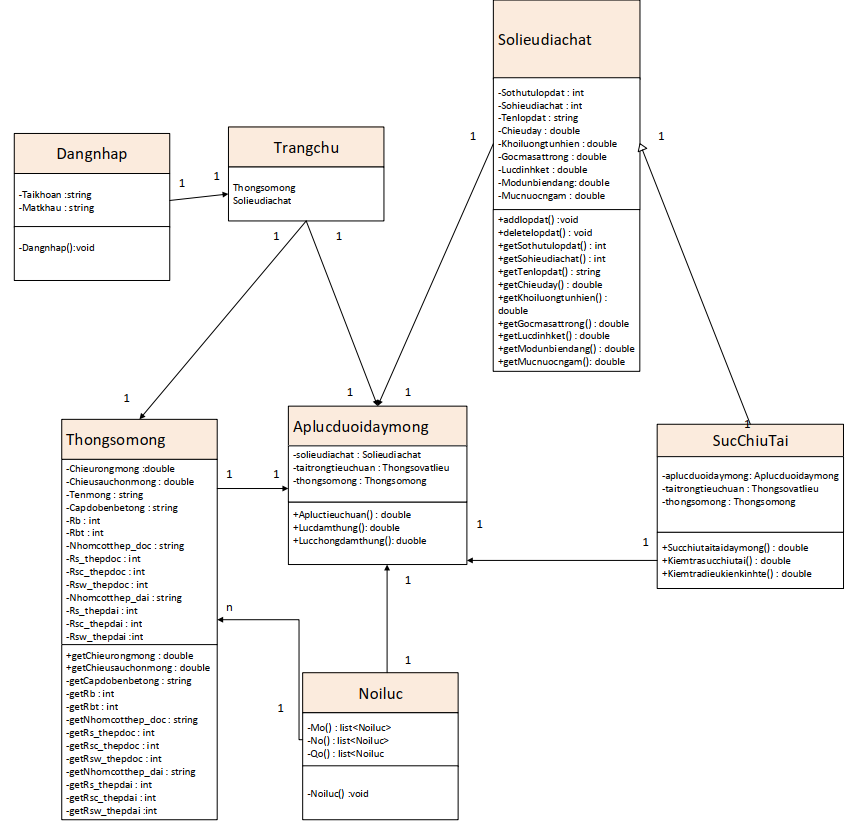 Solieudiachat
-Sothutulopdat : int
-Sohieudiachat : int
-Tenlopdat : string
-Chieuday : double
-Khoiluongtunhien : double
-Gocmasattrong : double
-Lucdinhket : double
-Modunbiendang: double
-Mucnuocngam : double
+addlopdat() :void
+deletelopdat() : void
+getSothutulopdat() : int
+getSohieudiachat() : int
+getTenlopdat() : string
+getChieuday() : double
+getKhoiluongtunhien() :
double
+getGocmasattrong() : double
+getLucdinhket() : double
+getModunbiendang() : double
+getMucnuocngam(): double
Dangnhap
-Taikhoan :string
-Matkhau : string
-Dangnhap():void
1
1
Trangchu
Thongsomong
Solieudiachat
1
1
1
1
1
1
1
1
Thongsomong
-Chieurongmong :double
-Chieusauchonmong : double
-Tenmong : string
-Capdobenbetong : string
-Rb : int
-Rbt : int
-Nhomcotthep_doc : string
-Rs_thepdoc : int
-Rsc_thepdoc : int
-Rsw_thepdoc : int
-Nhomcotthep_dai : string
-Rs_thepdai : int
-Rsc_thepdai : int
-Rsw_thepdai :int
+getChieurongmong : double
+getChieusauchonmong : double
-getCapdobenbetong : string
-getRb : int
-getRbt : int
-getNhomcotthep_doc : string
-getRs_thepdoc : int
-getRsc_thepdoc : int
-getRsw_thepdoc : int
-getNhomcotthep_dai : string
-getRs_thepdai : int
-getRsc_thepdai : int
-getRsw_thepdai :int
1
1
Aplucduoidaymong
-solieudiachat : Solieudiachat
-taitrongtieuchuan : Thongsovatlieu
-thongsomong : Thongsomong
+Apluctieuchuan() : double
+Lucdamthung(): double
+Lucchongdamthung(): duoble
SucChiuTai
-aplucduoidaymong: Aplucduoidaymong
-taitrongtieuchuan : Thongsovatlieu
-thongsomong : Thongsomong
+Succhiutaitaidaymong() : double
+Kiemtrasucchiutai() : double
+Kiemtradieukienkinhte() : double
1
1
1
n
1
1
Noiluc
-Mo() : list<Noiluc>
-No() : list<Noiluc>
-Qo() : list<Noiluc
-Noiluc() :void